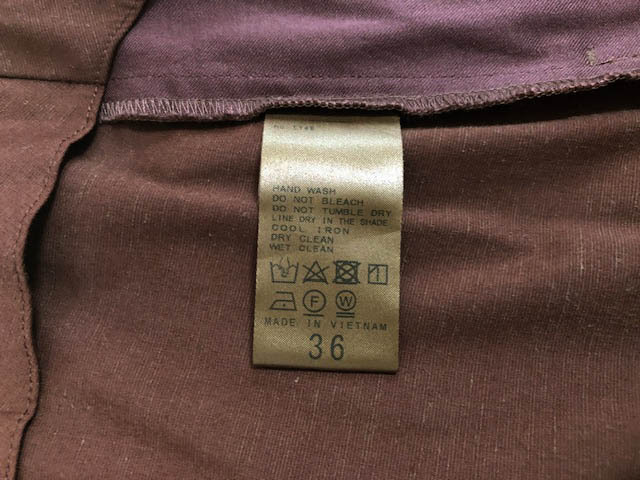 HAND WASH
DO NOT BLEACH
DO NOT TUMBLE DRY
LINE DRY IN THE SHADE
COOL IRON
DRY CLEAN
WET CLEAN
F W
MADE IN VIETNAM
36